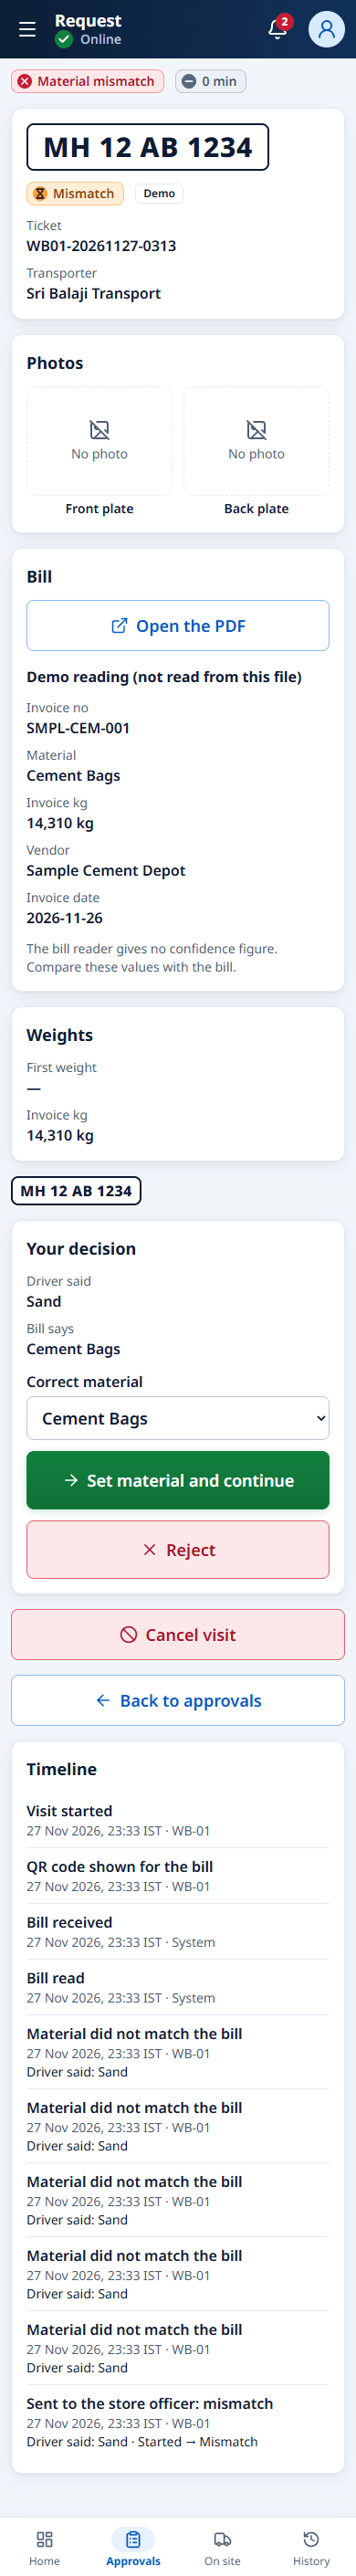 Request
Online
2
Material mismatch
0 min
MH 12 AB 1234
Mismatch
Demo
Ticket
WB01-20261127-0313
Transporter
Sri Balaji Transport
Photos
No photo
No photo
Front plate
Back plate
Bill
Open the PDF
Demo reading (not read from this file)
Invoice no
SMPL-CEM-001
Material
Cement Bags
Invoice kg
14,310 kg
Vendor
Sample Cement Depot
Invoice date
2026-11-26
The bill reader gives no confidence figure.
Compare these values with the bill.
Weights
First weight
—
Invoice kg
14,310 kg
MH 12 AB 1234
Your decision
Driver said
Sand
Bill says
Cement Bags
Correct material
Cement Bags
Set material and continue
Reject
Cancel visit
Back to approvals
Timeline
Visit started
27 Nov 2026, 23:33 IST · WB-01
QR code shown for the bill
27 Nov 2026, 23:33 IST · WB-01
Bill received
27 Nov 2026, 23:33 IST · System
Bill read
27 Nov 2026, 23:33 IST · System
Material did not match the bill
27 Nov 2026, 23:33 IST · WB-01
Driver said: Sand
Material did not match the bill
27 Nov 2026, 23:33 IST · WB-01
Driver said: Sand
Material did not match the bill
27 Nov 2026, 23:33 IST · WB-01
Driver said: Sand
Material did not match the bill
27 Nov 2026, 23:33 IST · WB-01
Driver said: Sand
Material did not match the bill
27 Nov 2026, 23:33 IST · WB-01
Driver said: Sand
Sent to the store officer: mismatch
27 Nov 2026, 23:33 IST · WB-01
Driver said: Sand · Started → Mismatch
Home
Approvals
On site
History